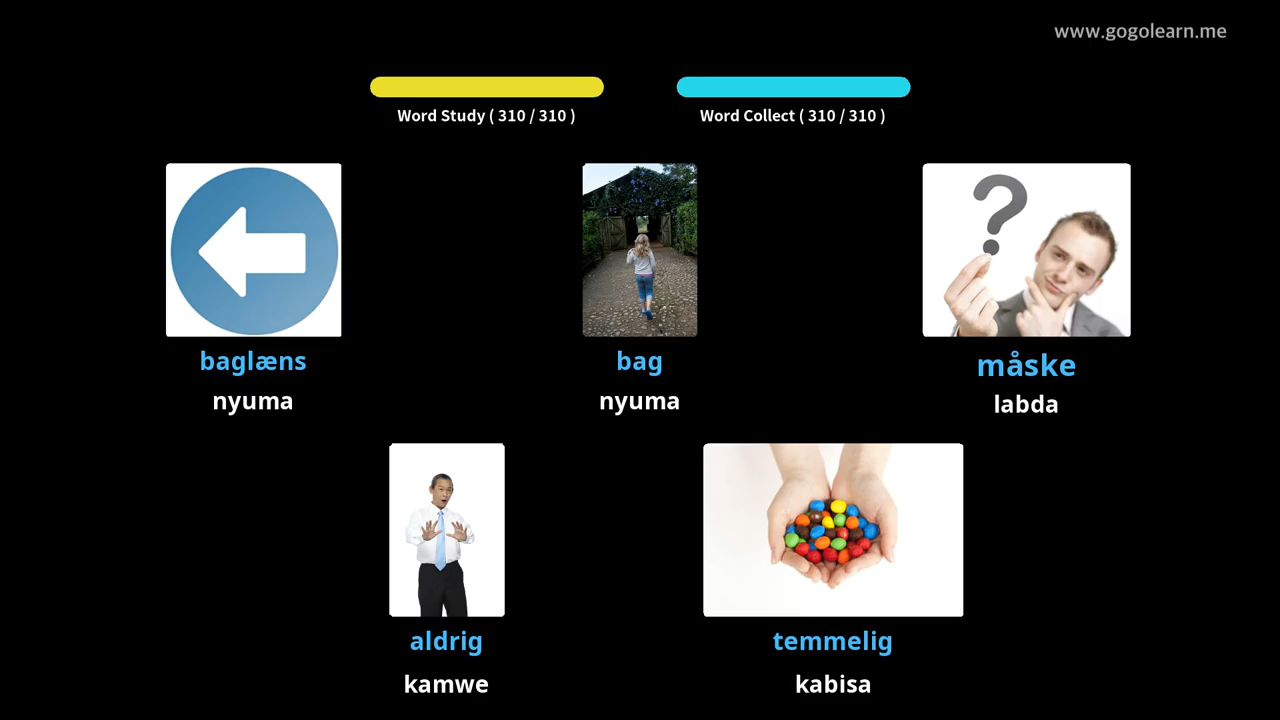 www.gogolearn.me
Word Study ( 310 / 310 )
Word Collect ( 310 / 310 )
baglæns
nyuma
bag
nyuma
måske
labda
aldrig
kamwe
temmelig
kabisa